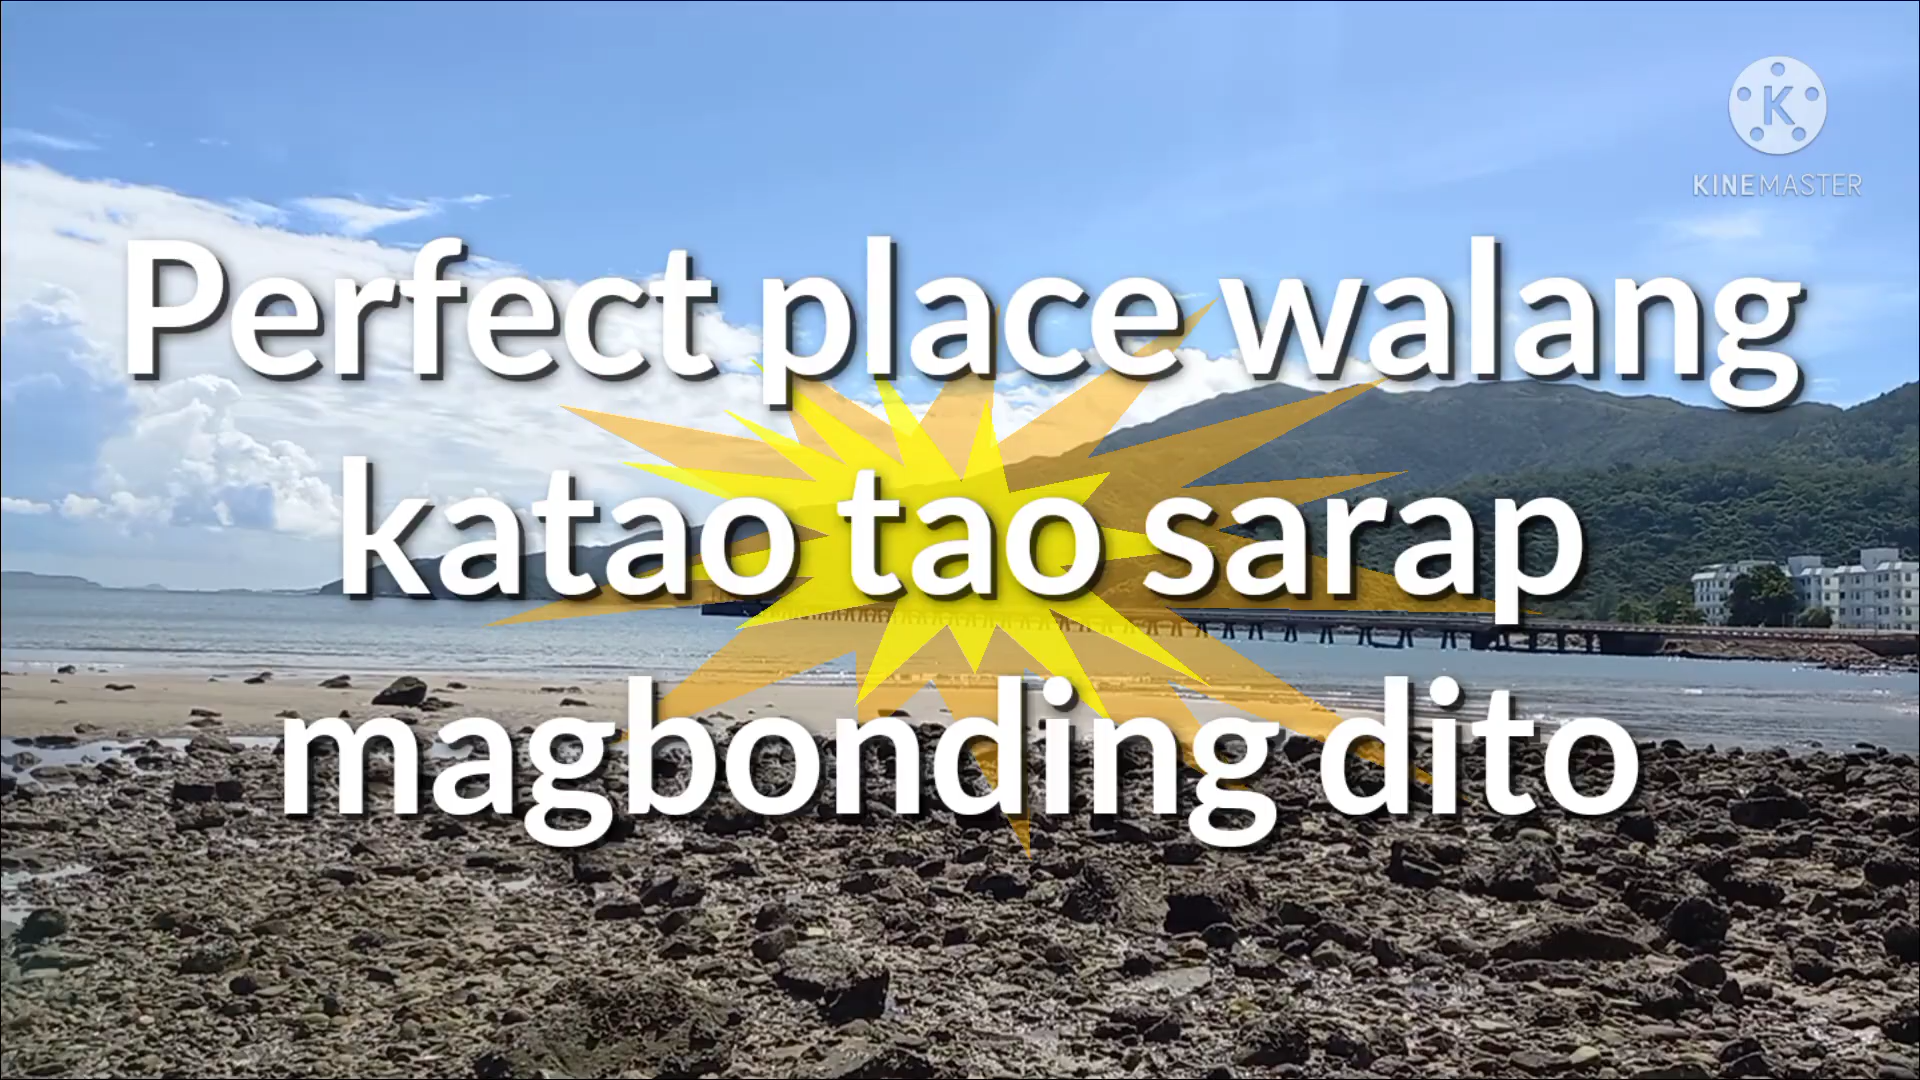 K
KINEMASTER
Perfect place walang
katao tao sarap
magbonding dito